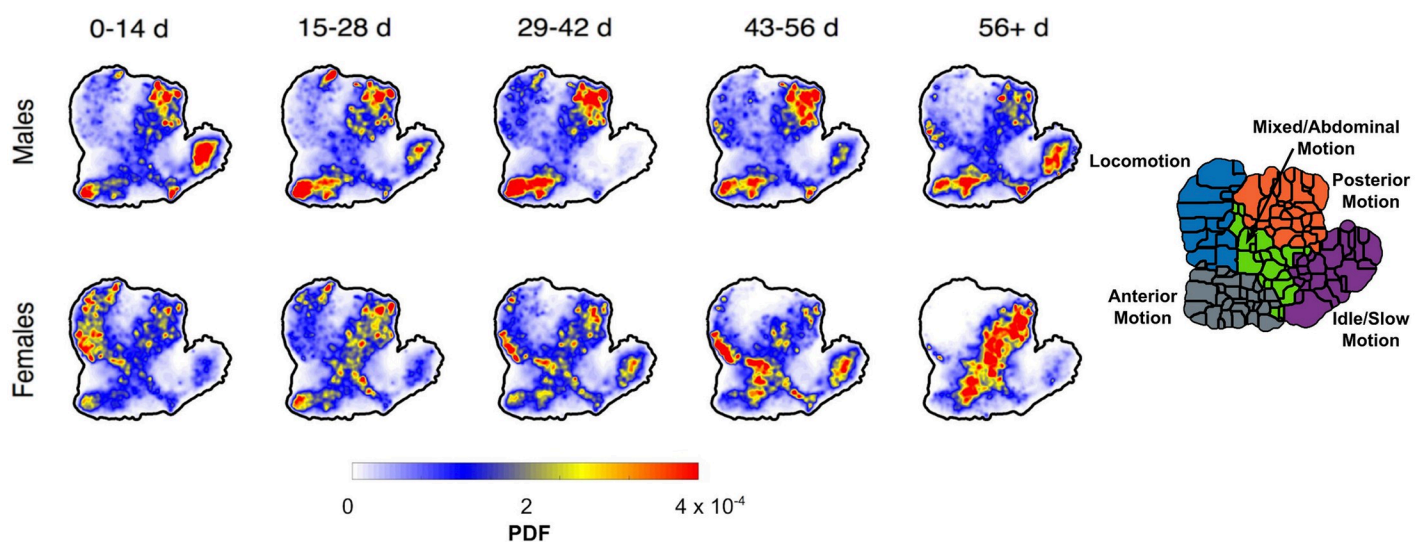 0-14 d
15-28 d
29-42 d
43-56 d
56+ d
Males
Females
Locomotion
Mixed/Abdominal
Motion
Posterior
Motion
Anterior
Motion
Idle/Slow
Motion
0
2
4 x 10⁻⁴
PDF